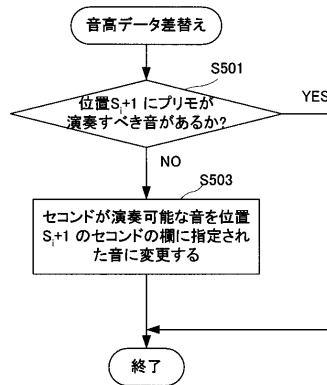 音高データ差替え
S501
位置Si+1 にプリモが
演奏すべき音があるか?
YES
NO
S503
セコンドが演奏可能な音を位置
Si+1 のセコンドの欄に指定され
た音に変更する
終了